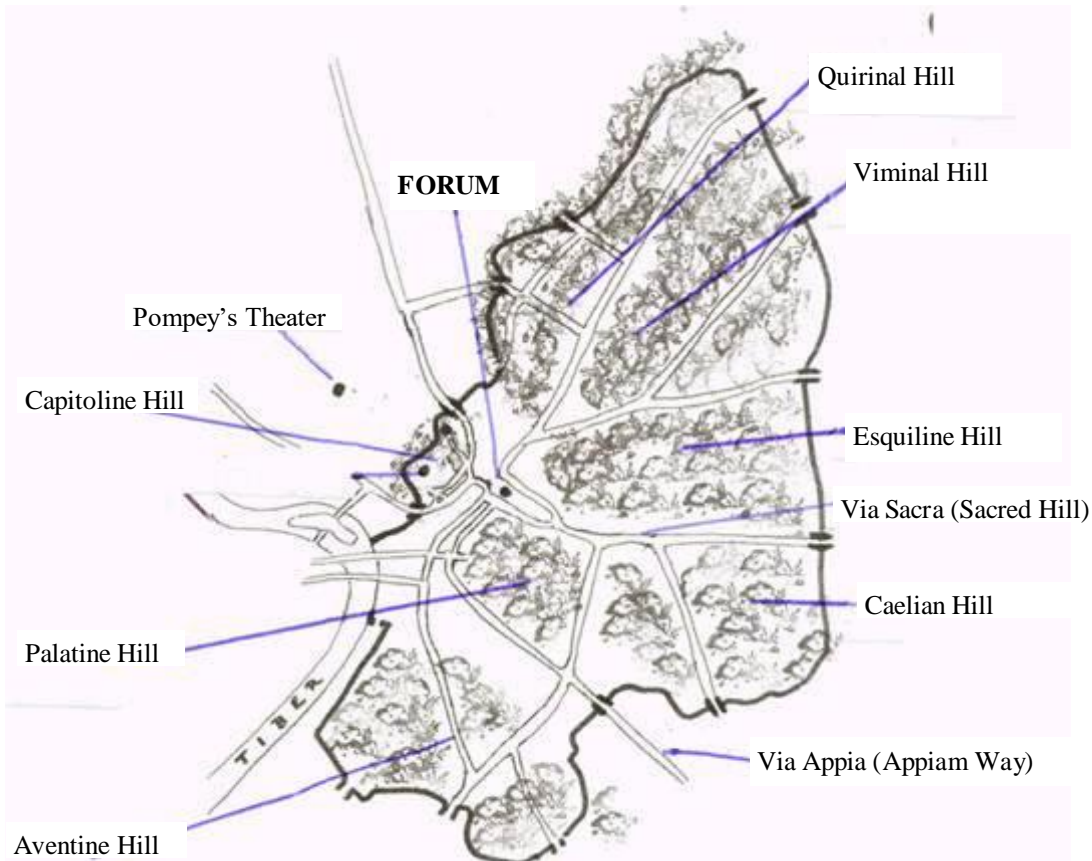 Quirinal Hill
Viminal Hill
FORUM
Pompey’s Theater
Capitoline Hill
Esquiline Hill
Via Sacra (Sacred Hill)
Caelian Hill
Palatine Hill
TIBER
Via Appia (Appiam Way)
Aventine Hill